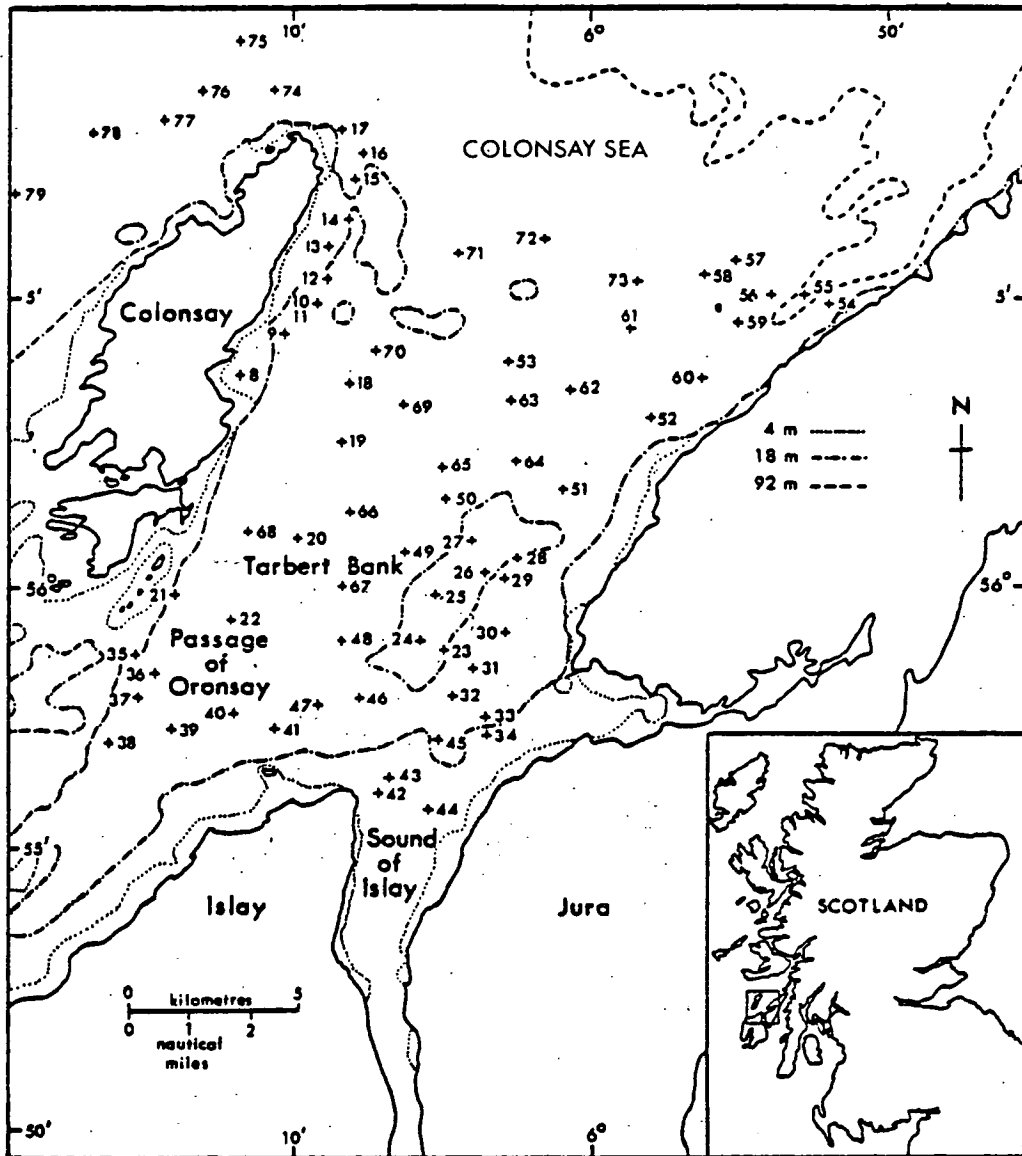 10' 6° 50'
+75
+76 +74
+78 +77 +17
+16
COLONSAY SEA
+15
+79
14+
13+ 72+
+71 +57
12+ 73+ +58
5' Colonsay 10+ 56+ +55 5'
11 +54
61 +59
9+ +
+70
+53
+8 +18 60+
+62
+69 +63
+52
N
4 m
18 m
92 m
+19
+65 +64
+50 +51
+66
27+
+68 +20
+49 +28
Tarbert Bank
26+ +29
56° 21+ +67 +25 56°
+22
30+
Passage of Oronsay
+48 24+
+23
35+
+31
36+
37+ 47+ +46 +32
40+
+33
+39 +41 +34
+38 +45
+43
+42
+44
55' Sound of Islay
Islay Jura SCOTLAND
0 kilometres 5
0 1 2
nautical miles
50' 10' 6°